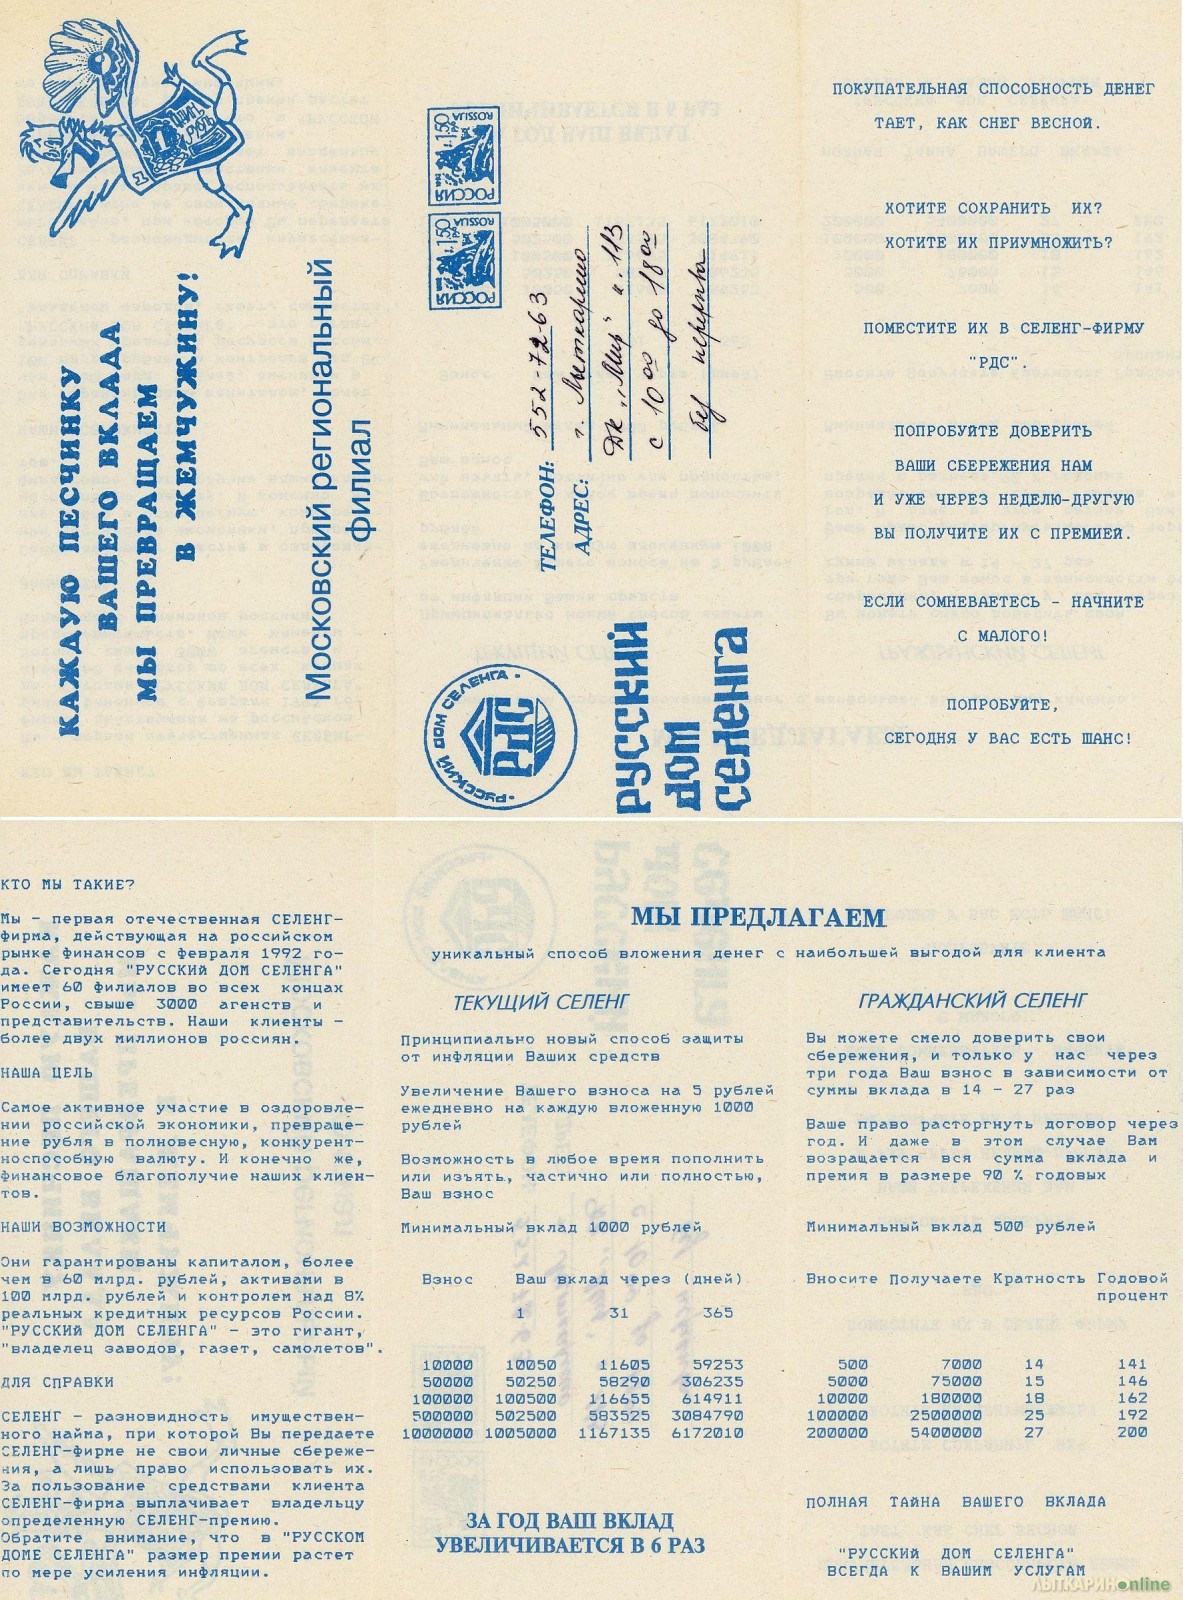 1
ОДИН
РУБЛЬ
1
КАЖДУЮ ПЕСЧИНКУ
ВАШЕГО ВКЛАДА
МЫ ПРЕВРАЩАЕМ
В ЖЕМЧУЖИНУ!
Московский региональный
филиал
РОССИЯ 1.50
ROSSIJA
РОССИЯ 1.50
ROSSIJA
ТЕЛЕФОН: 552-72-63
АДРЕС: г. Лыткарино
ДК „Мир" к. 113
с 10 00 до 18 00
без перерыва
·РУССКИЙ ДОМ СЕЛЕНГА·
РДС
РУССКИЙ
ДОМ
СЕЛЕНГА
ПОКУПАТЕЛЬНАЯ СПОСОБНОСТЬ ДЕНЕГ
ТАЕТ, КАК СНЕГ ВЕСНОЙ.
ХОТИТЕ СОХРАНИТЬ ИХ?
ХОТИТЕ ИХ ПРИУМНОЖИТЬ?
ПОМЕСТИТЕ ИХ В СЕЛЕНГ-ФИРМУ
"РДС".
ПОПРОБУЙТЕ ДОВЕРИТЬ
ВАШИ СБЕРЕЖЕНИЯ НАМ
И УЖЕ ЧЕРЕЗ НЕДЕЛЮ-ДРУГУЮ
ВЫ ПОЛУЧИТЕ ИХ С ПРЕМИЕЙ.
ЕСЛИ СОМНЕВАЕТЕСЬ - НАЧНИТЕ
С МАЛОГО!
ПОПРОБУЙТЕ,
СЕГОДНЯ У ВАС ЕСТЬ ШАНС!
КТО МЫ ТАКИЕ?
Мы - первая отечественная СЕЛЕНГ-
фирма, действующая на российском
рынке финансов с февраля 1992 го-
да. Сегодня "РУССКИЙ ДОМ СЕЛЕНГА"
имеет 60 филиалов во всех концах
России, свыше 3000 агенств и
представительств. Наши клиенты -
более двух миллионов россиян.
НАША ЦЕЛЬ
Самое активное участие в оздоровле-
нии российской экономики, превраще-
ние рубля в полновесную, конкурент-
носпособную валюту. И конечно же,
финансовое благополучие наших клиен-
тов.
НАШИ ВОЗМОЖНОСТИ
Они гарантированы капиталом, более
чем в 60 млрд. рублей, активами в
100 млрд. рублей и контролем над 8%
реальных кредитных ресурсов России.
"РУССКИЙ ДОМ СЕЛЕНГА" - это гигант,
"владелец заводов, газет, самолетов".
ДЛЯ СПРАВКИ
СЕЛЕНГ - разновидность имуществен-
ного найма, при которой Вы передаете
СЕЛЕНГ-фирме не свои личные сбереже-
ния, а лишь право использовать их.
За пользование средствами клиента
СЕЛЕНГ-фирма выплачивает владельцу
определенную СЕЛЕНГ-премию.
Обратите внимание, что в "РУССКОМ
ДОМЕ СЕЛЕНГА" размер премии растет
по мере усиления инфляции.
МЫ ПРЕДЛАГАЕМ
уникальный способ вложения денег с наибольшей выгодой для клиента
ТЕКУЩИЙ СЕЛЕНГ
Принципиально новый способ защиты
от инфляции Ваших средств
Увеличение Вашего взноса на 5 рублей
ежедневно на каждую вложенную 1000
рублей
Возможность в любое время пополнить
или изъять, частично или полностью,
Ваш взнос
Минимальный вклад 1000 рублей
Взнос Ваш вклад через (дней)
1 31 365
10000 10050 11605 59253
50000 50250 58290 306235
100000 100500 116655 614911
500000 502500 583525 3084790
1000000 1005000 1167135 6172010
ЗА ГОД ВАШ ВКЛАД
УВЕЛИЧИВАЕТСЯ В 6 РАЗ
ГРАЖДАНСКИЙ СЕЛЕНГ
Вы можете смело доверить свои
сбережения, и только у нас через
три года Ваш взнос в зависимости от
суммы вклада в 14 - 27 раз
Ваше право расторгнуть договор через
год. И даже в этом случае Вам
возращается вся сумма вклада и
премия в размере 90 % годовых
Минимальный вклад 500 рублей
Вносите Получаете Кратность Годовой
процент
500 7000 14 141
5000 75000 15 146
10000 180000 18 162
100000 2500000 25 192
200000 5400000 27 200
ПОЛНАЯ ТАЙНА ВАШЕГО ВКЛАДА
"РУССКИЙ ДОМ СЕЛЕНГА"
ВСЕГДА К ВАШИМ УСЛУГАМ
ЛЫТКАРИНО online